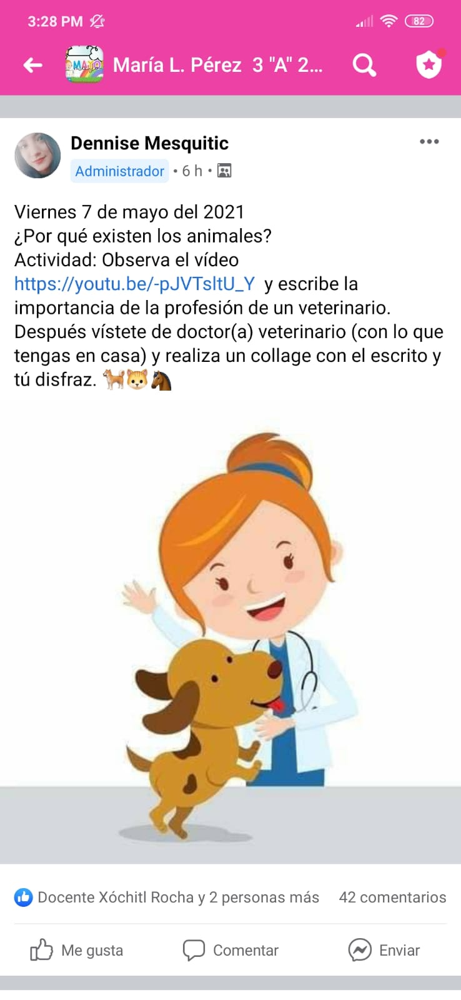 3:28 PM
82
MAYO
María L. Pérez 3 "A" 2...
Dennise Mesquitic
Administrador • 6 h •
Viernes 7 de mayo del 2021
¿Por qué existen los animales?
Actividad: Observa el vídeo
https://youtu.be/-pJVTsltU_Y y escribe la
importancia de la profesión de un veterinario.
Después vístete de doctor(a) veterinario (con lo que
tengas en casa) y realiza un collage con el escrito y
tú disfraz. 🐕🐱🐴
Docente Xóchitl Rocha y 2 personas más 42 comentarios
Me gusta Comentar Enviar